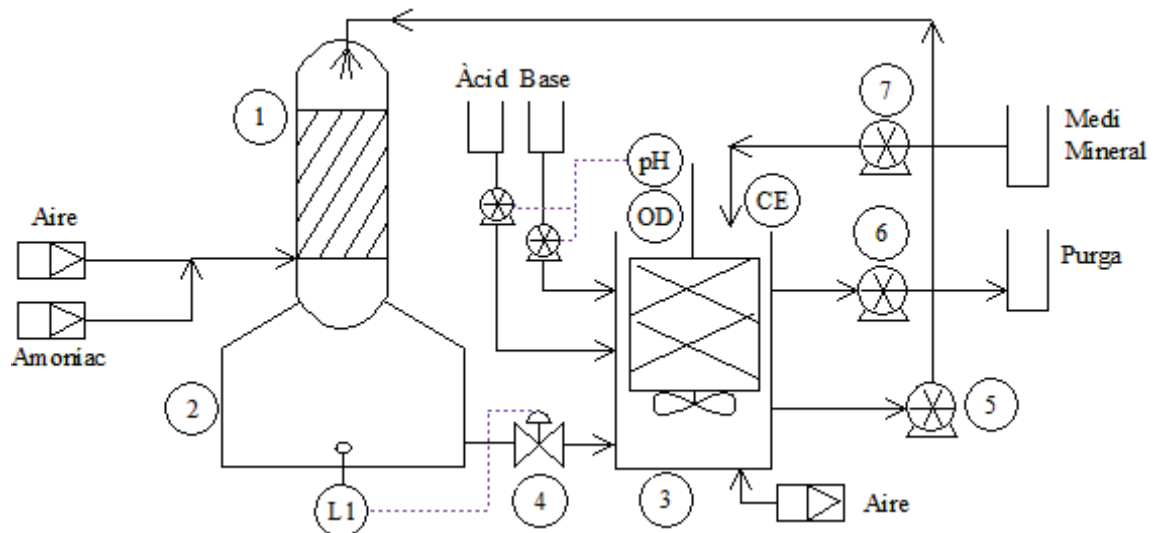 Àcid Base
7
1
Medi
Mineral
pH
CE
OD
Aire
6
Purga
Amoniac
2
5
L1
4
3
Aire